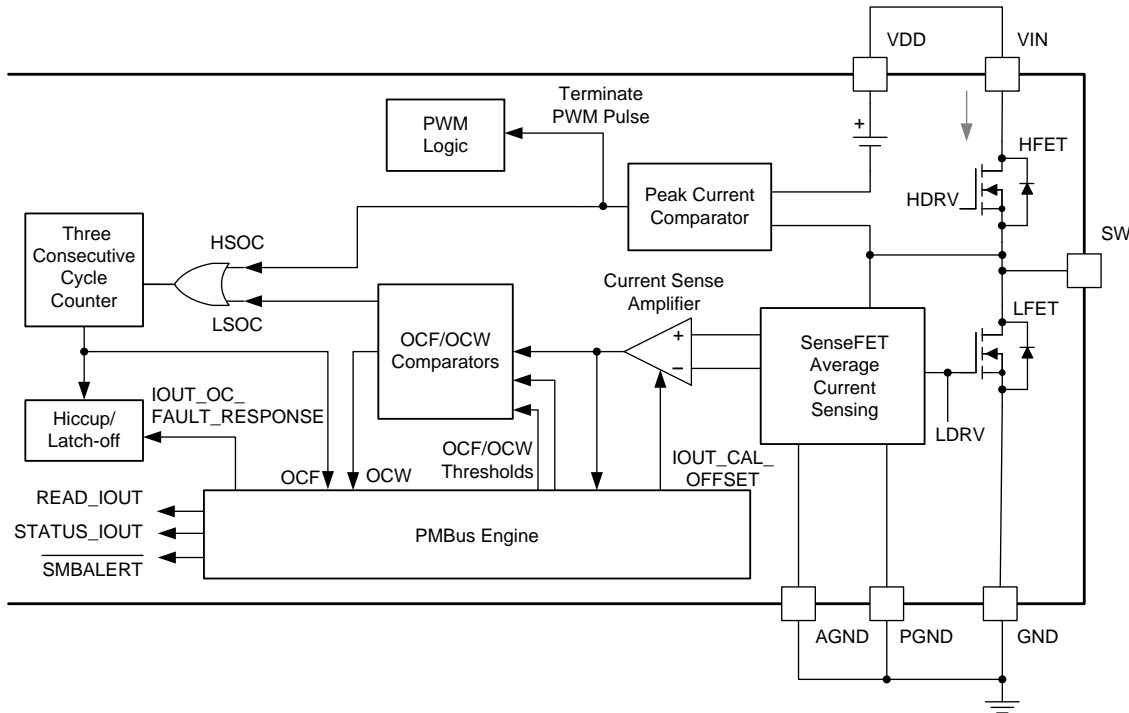 VDD
VIN
Terminate
PWM Pulse
PWM
Logic
+
HFET
Peak Current
Comparator
HDRV
Three
Consecutive
Cycle
Counter
HSOC
SW
LSOC
Current Sense
Amplifier
LFET
OCF/OCW
Comparators
+
−
SenseFET
Average
Current
Sensing
IOUT_OC_
FAULT_RESPONSE
Hiccup/
Latch-off
LDRV
OCF/OCW
Thresholds
IOUT_CAL_
OFFSET
OCF
OCW
READ_IOUT
STATUS_IOUT
SMBALERT
PMBus Engine
AGND
PGND
GND